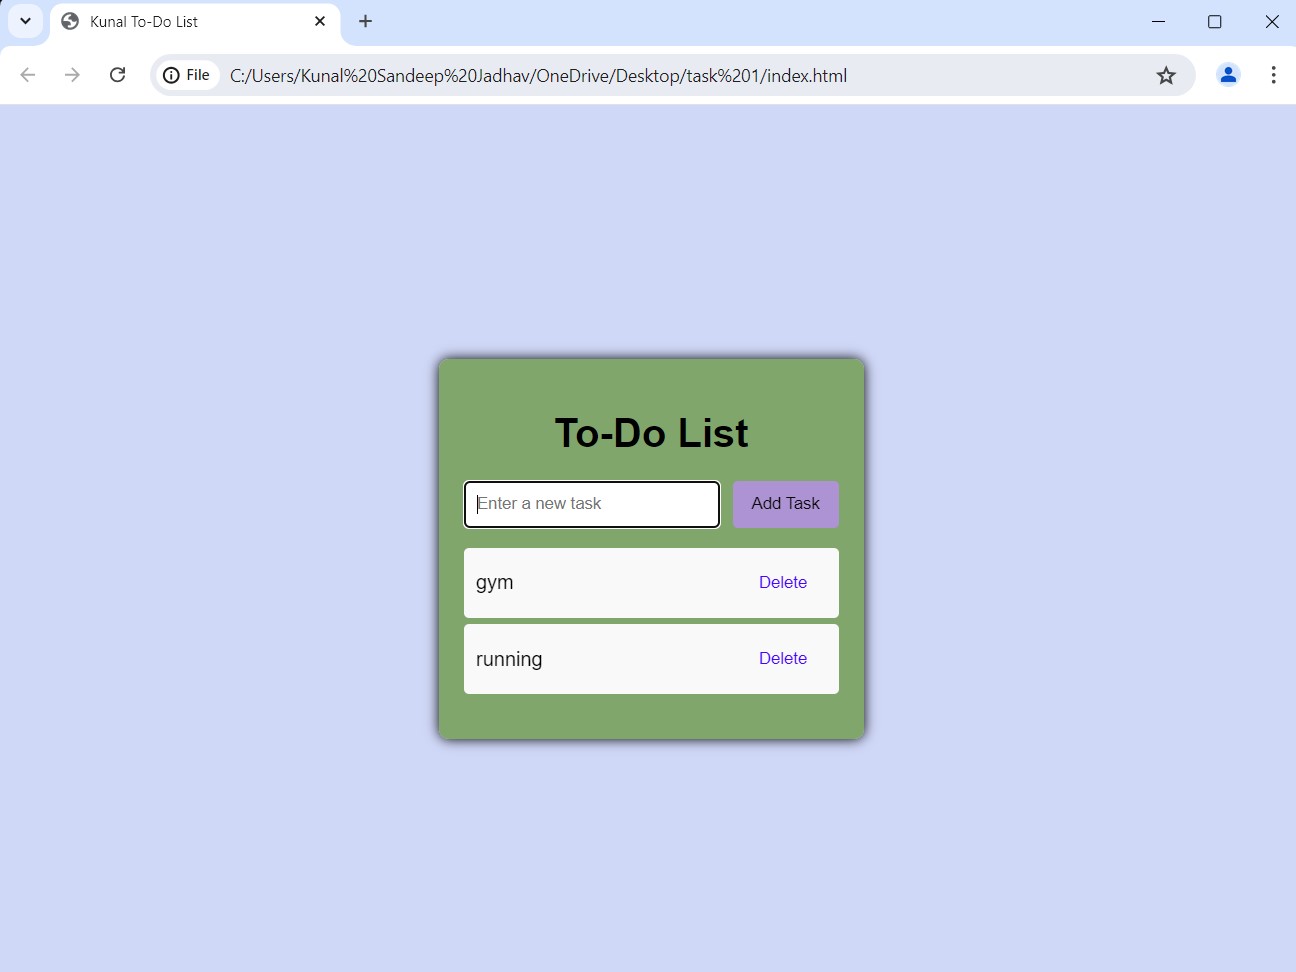 Kunal To-Do List
File C:/Users/Kunal%20Sandeep%20Jadhav/OneDrive/Desktop/task%201/index.html
To-Do List
Enter a new task Add Task
gym Delete
running Delete